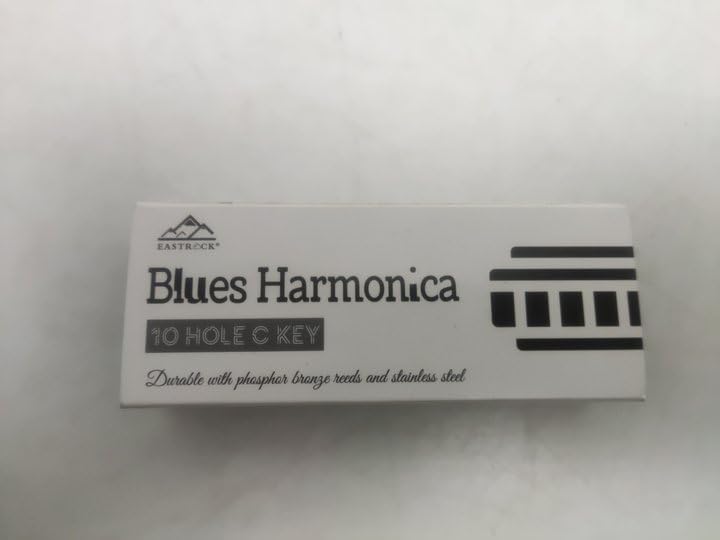 EASTROCK®
Blues Harmonica
10 HOLE C KEY
Durable with phosphor bronze reeds and stainless steel